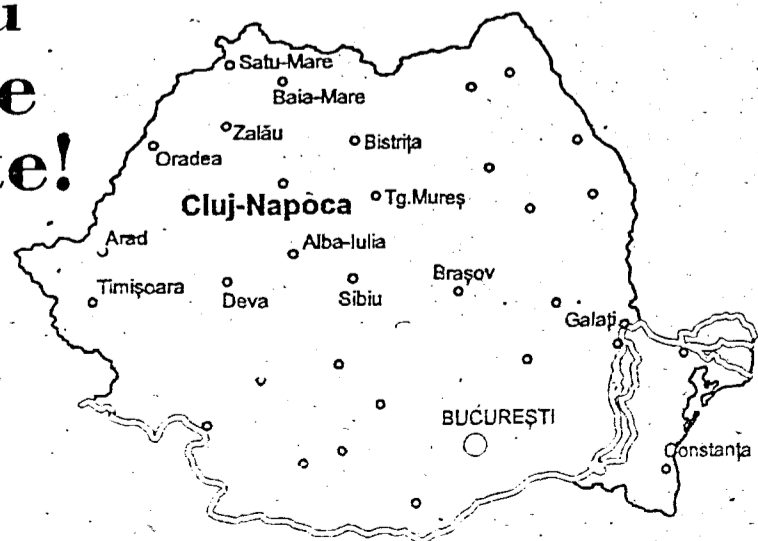 Satu-Mare
Baia-Mare
Zalău
Bistrița
Oradea
Cluj-Napoca
Tg.Mureș
Arad
Alba-Iulia
Timișoara
Deva
Sibiu
Brașov
Galați
BUCUREȘTI
Constanța